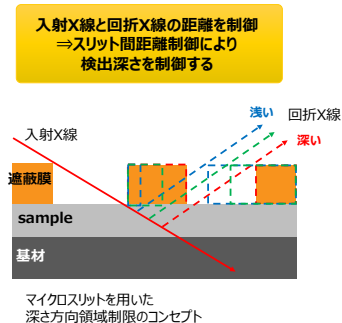 入射X線と回折X線の距離を制御
⇒スリット間距離制御により
検出深さを制御する
浅い
回折X線
入射X線
深い
遮蔽膜
sample
基材
マイクロスリットを用いた
深さ方向領域制限のコンセプト